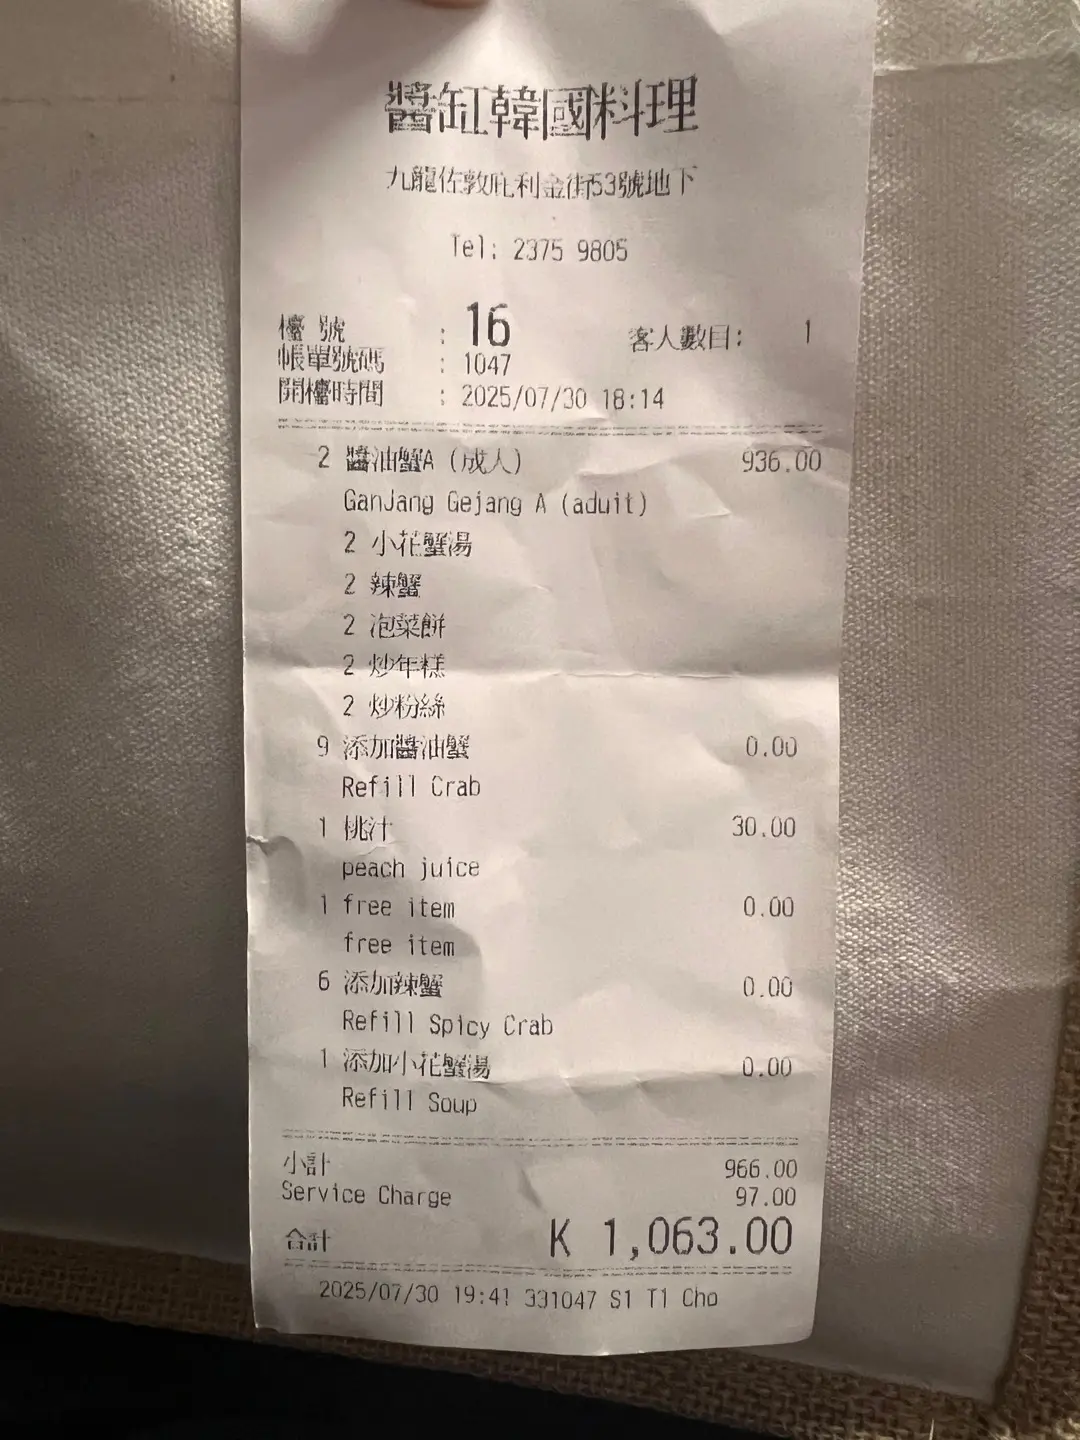 醬缸韓國料理
九龍佐敦庇利金街53號地下
Tel: 2375 9805
檯 號 : 16 客人數目: 1
帳單號碼 : 1047
開檯時間 : 2025/07/30 18:14
2 醬油蟹A (成人) 936.00
GanJang Gejang A (aduit)
2 小花蟹湯
2 辣蟹
2 泡菜餅
2 炒年糕
2 炒粉絲
9 添加醬油蟹 0.00
Refill Crab
1 桃汁 30.00
peach juice
1 free item 0.00
free item
6 添加辣蟹 0.00
Refill Spicy Crab
1 添加小花蟹湯 0.00
Refill Soup
小計 966.00
Service Charge 97.00
合計 K 1,063.00
2025/07/30 19:41 331047 S1 T1 Cho